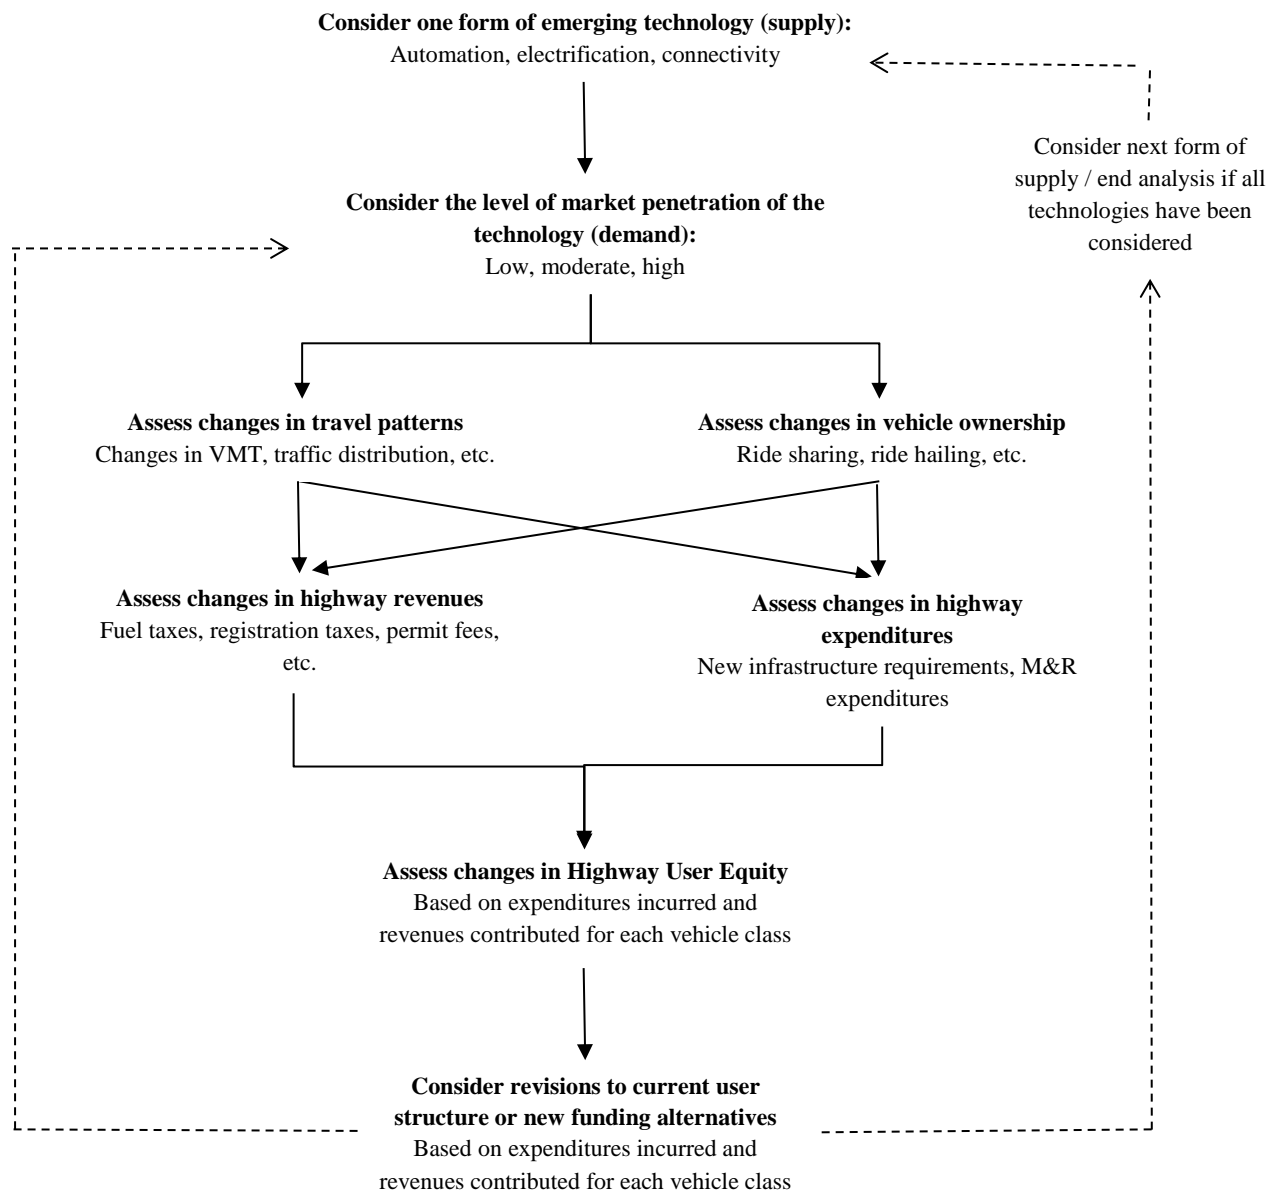 Consider one form of emerging technology (supply):
Automation, electrification, connectivity
Consider next form of
supply / end analysis if all
technologies have been
considered
Consider the level of market penetration of the
technology (demand):
Low, moderate, high
Assess changes in travel patterns
Changes in VMT, traffic distribution, etc.
Assess changes in vehicle ownership
Ride sharing, ride hailing, etc.
Assess changes in highway revenues
Fuel taxes, registration taxes, permit fees,
etc.
Assess changes in highway
expenditures
New infrastructure requirements, M&R
expenditures
Assess changes in Highway User Equity
Based on expenditures incurred and
revenues contributed for each vehicle class
Consider revisions to current user
structure or new funding alternatives
Based on expenditures incurred and
revenues contributed for each vehicle class